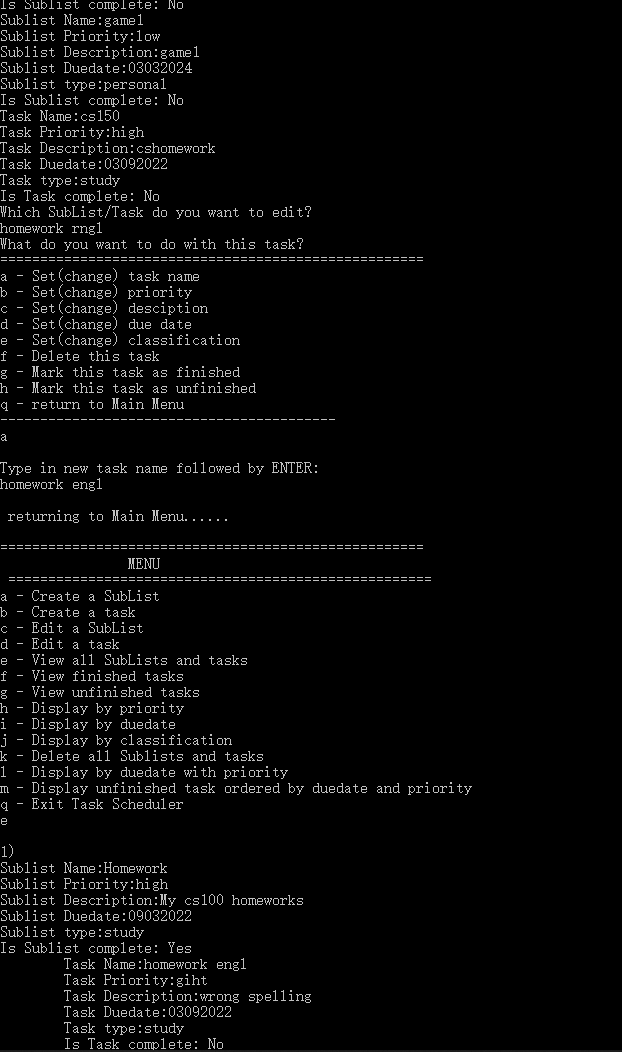 Is Sublist complete: No
Sublist Name:game1
Sublist Priority:low
Sublist Description:game1
Sublist Duedate:03032024
Sublist type:personal
Is Sublist complete: No
Task Name:cs150
Task Priority:high
Task Description:cshomework
Task Duedate:03092022
Task type:study
Is Task complete: No
Which SubList/Task do you want to edit?
homework rng1
What do you want to do with this task?
=====================================================
a - Set(change) task name
b - Set(change) priority
c - Set(change) desciption
d - Set(change) due date
e - Set(change) classification
f - Delete this task
g - Mark this task as finished
h - Mark this task as unfinished
q - return to Main Menu
------------------------------------------
a
Type in new task name followed by ENTER:
homework eng1
returning to Main Menu......
=====================================================
MENU
=====================================================
a - Create a SubList
b - Create a task
c - Edit a SubList
d - Edit a task
e - View all SubLists and tasks
f - View finished tasks
g - View unfinished tasks
h - Display by priority
i - Display by duedate
j - Display by classification
k - Delete all Sublists and tasks
l - Display by duedate with priority
m - Display unfinished task ordered by duedate and priority
q - Exit Task Scheduler
e
1)
Sublist Name:Homework
Sublist Priority:high
Sublist Description:My cs100 homeworks
Sublist Duedate:09032022
Sublist type:study
Is Sublist complete: Yes
Task Name:homework eng1
Task Priority:giht
Task Description:wrong spelling
Task Duedate:03092022
Task type:study
Is Task complete: No